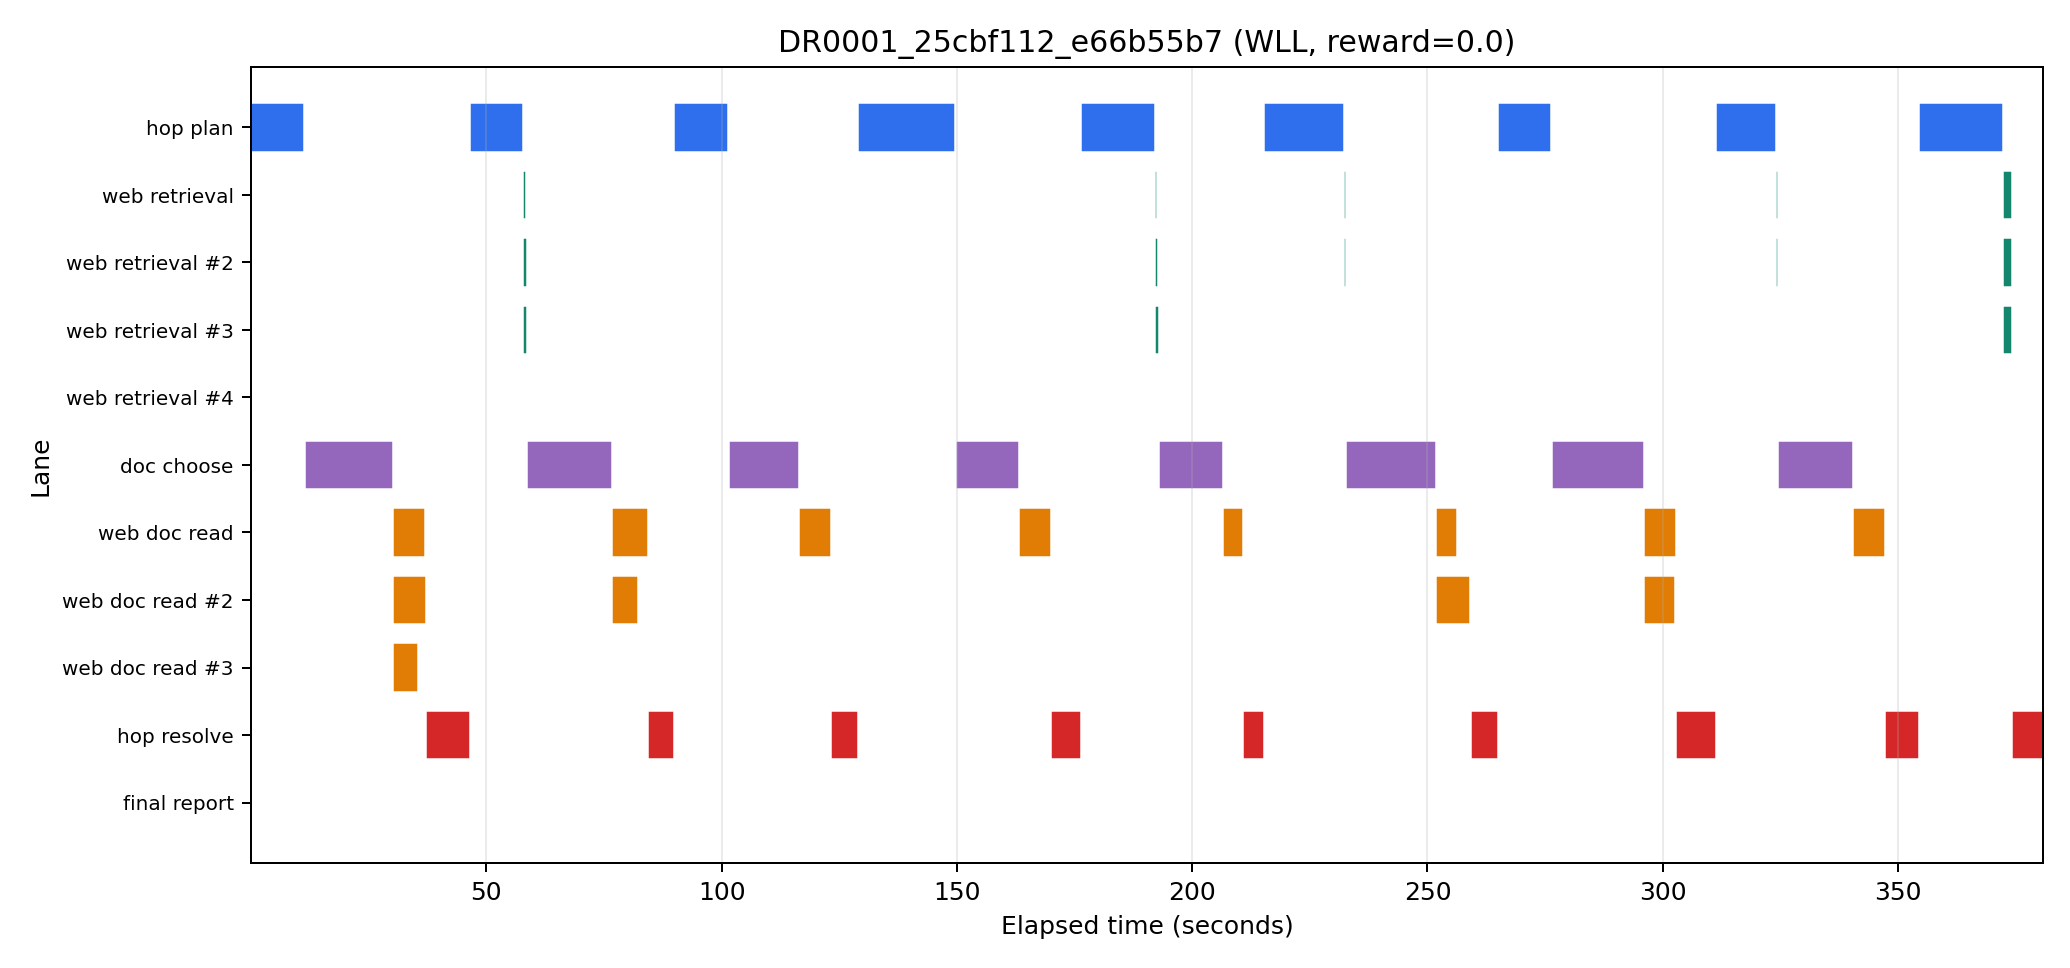 DR0001_25cbf112_e66b55b7 (WLL, reward=0.0)
hop plan
web retrieval
web retrieval #2
web retrieval #3
web retrieval #4
doc choose
web doc read
web doc read #2
web doc read #3
hop resolve
final report
Lane
50 100 150 200 250 300 350
Elapsed time (seconds)